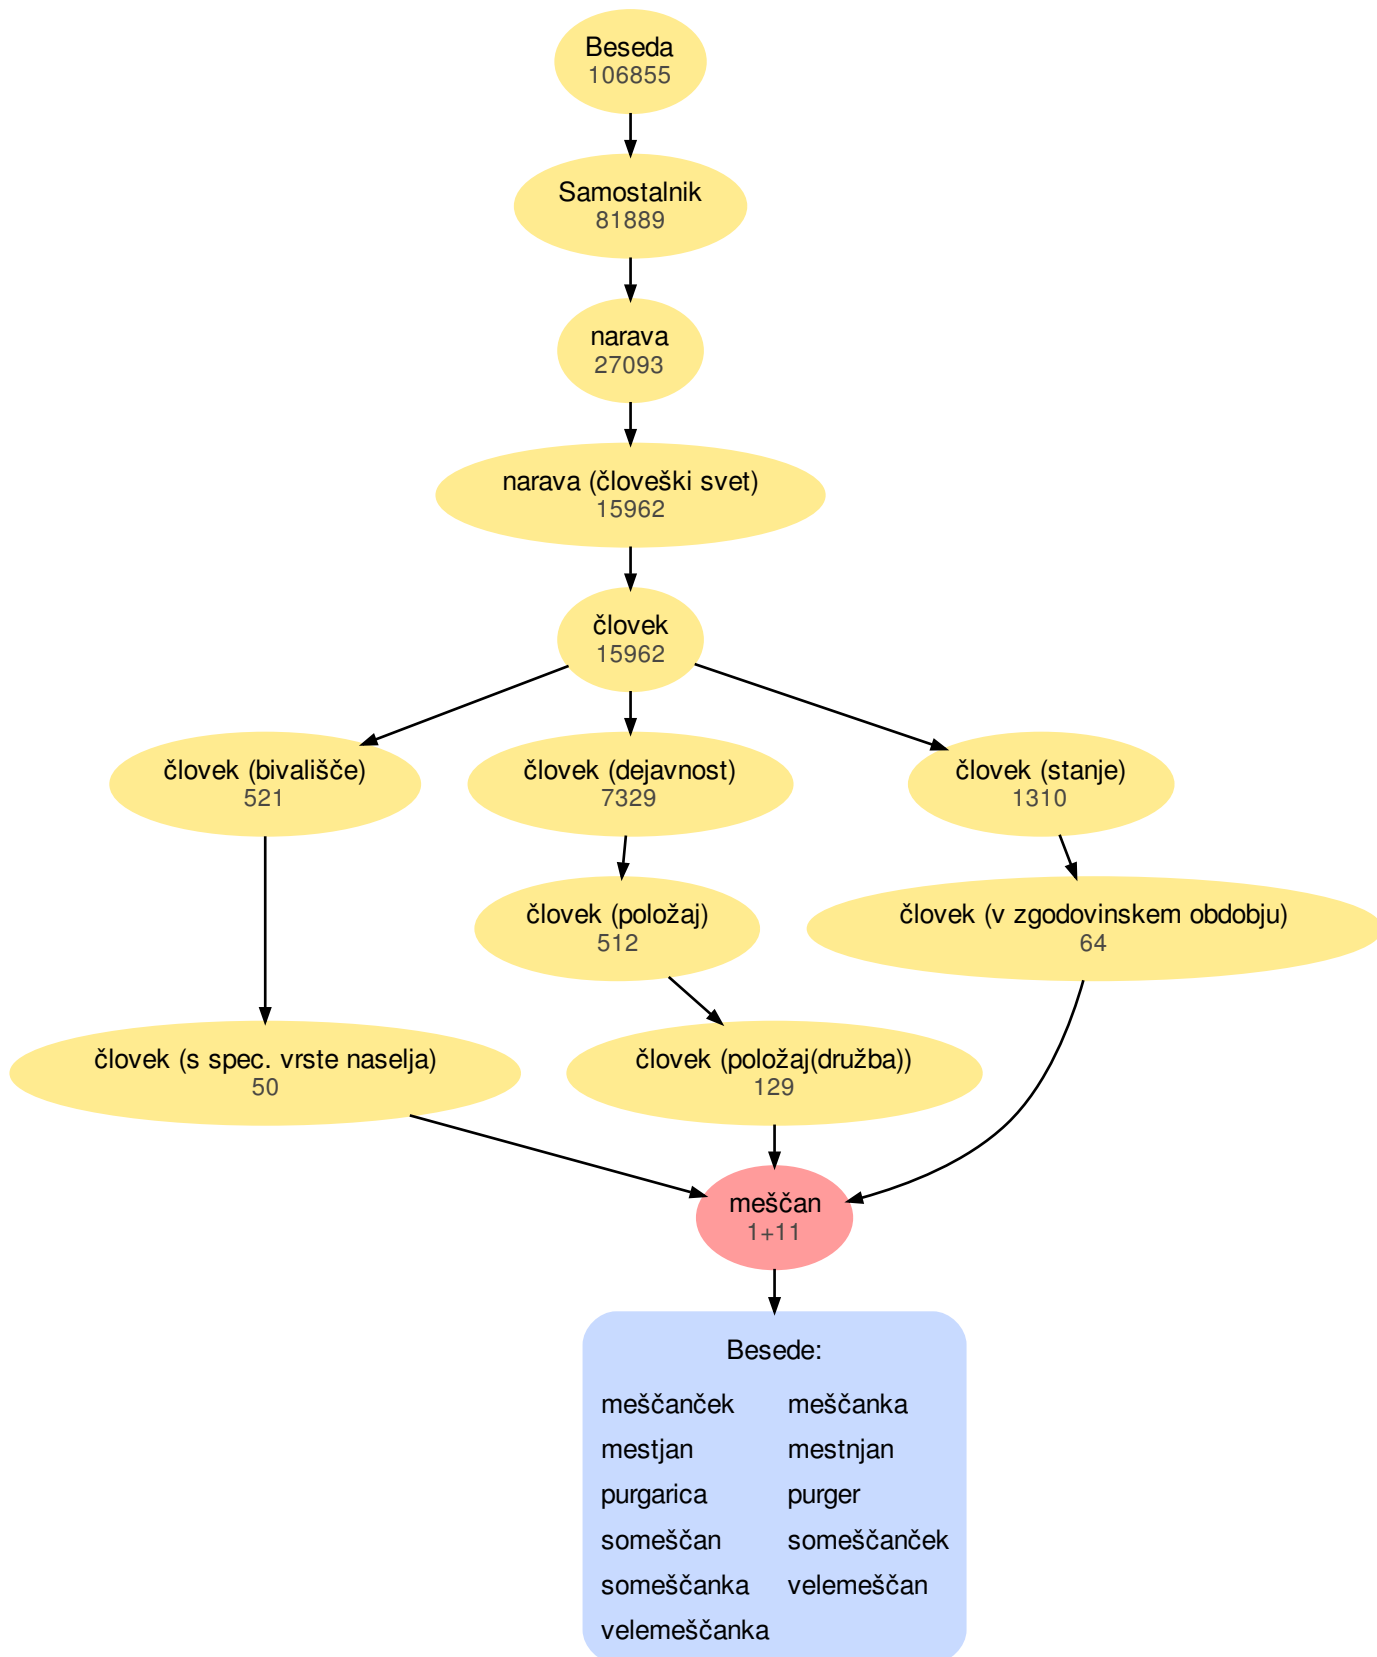 Beseda
106855
Samostalnik
81889
narava
27093
narava (človeški svet)
15962
človek
15962
človek (bivališče)
521
človek (dejavnost)
7329
človek (stanje)
1310
človek (položaj)
512
človek (v zgodovinskem obdobju)
64
človek (s spec. vrste naselja)
50
človek (položaj(družba))
129
meščan
1+11
Besede:
meščanček meščanka
mestjan mestnjan
purgarica purger
someščan someščanček
someščanka velemeščan
velemeščanka